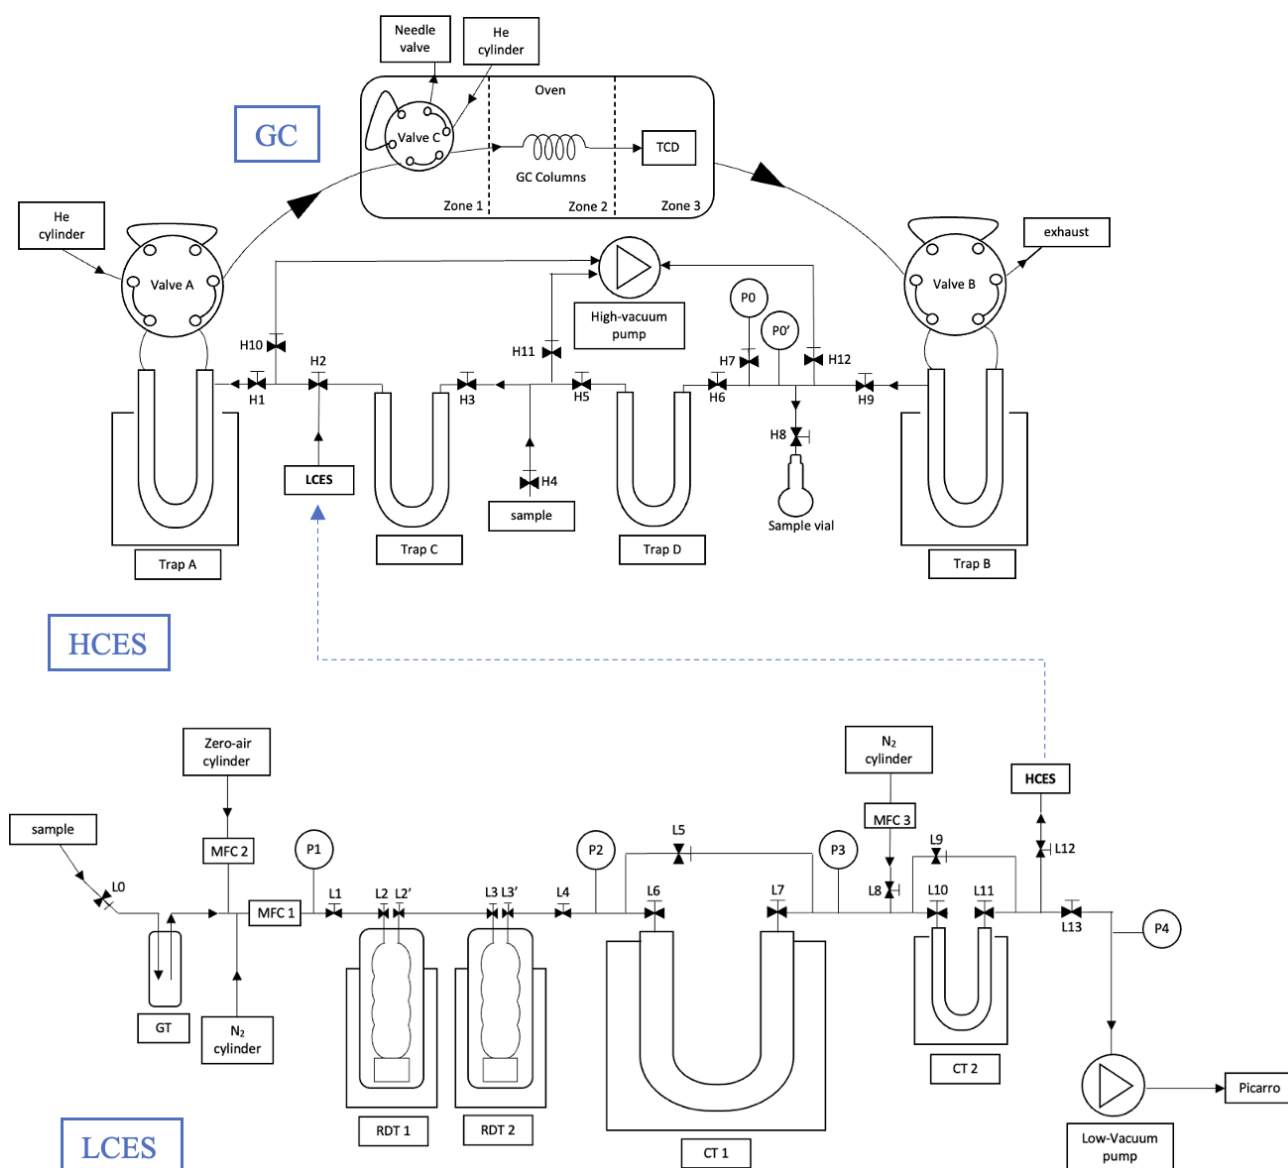 Needle
valve
He
cylinder
GC
Oven
Valve C
TCD
GC Columns
Zone 1
Zone 2
Zone 3
He
cylinder
exhaust
Valve A
Valve B
P0
P0’
High-vacuum
pump
H10
H2
H11
H7
H12
H1
H3
H5
H6
H9
H8
LCES
H4
sample
Sample vial
Trap A
Trap C
Trap D
Trap B
HCES
Zero-air
cylinder
N2
cylinder
HCES
sample
MFC 2
P1
P2
L5
P3
MFC 3
L9
L12
L0
L1
L2
L2’
L3
L3’
L4
L6
L7
L8
L10
L11
MFC 1
L13
P4
GT
N2
cylinder
CT 2
Picarro
RDT 1
RDT 2
CT 1
Low-Vacuum
pump
LCES